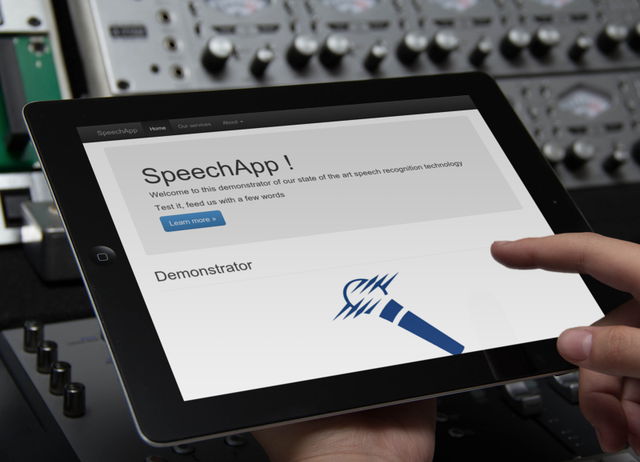 SpeechApp Home Our services About
SpeechApp !
Welcome to this demonstrator of our state of the art speech recognition technology
Test it, feed us with a few words
Learn more »
Demonstrator